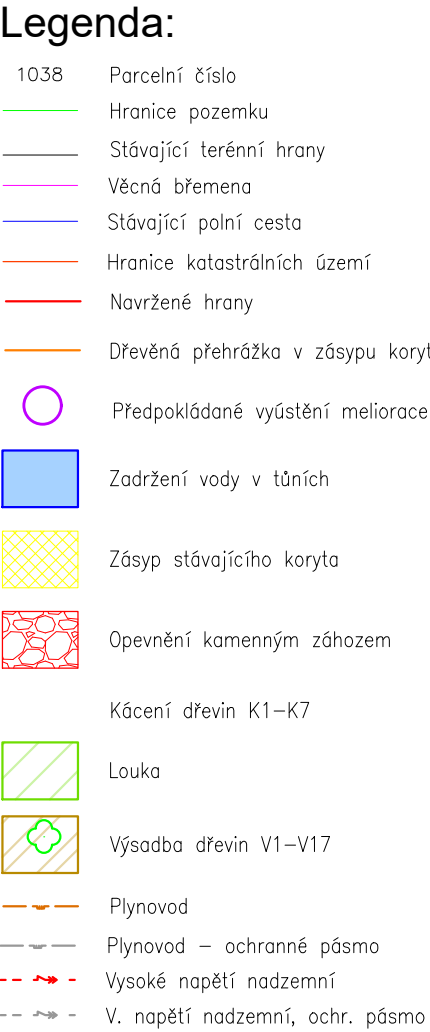 Legenda:
1038 Parcelní číslo
Hranice pozemku
Stávající terénní hrany
Věcná břemena
Stávající polní cesta
Hranice katastrálních území
Navržené hrany
Dřevěná přehrážka v zásypu koryt
Předpokládané vyústění meliorace
Zadržení vody v tůních
Zásyp stávajícího koryta
Opevnění kamenným záhozem
Kácení dřevin K1-K7
Louka
Výsadba dřevin V1-V17
Plynovod
Plynovod - ochranné pásmo
Vysoké napětí nadzemní
V. napětí nadzemní, ochr. pásmo